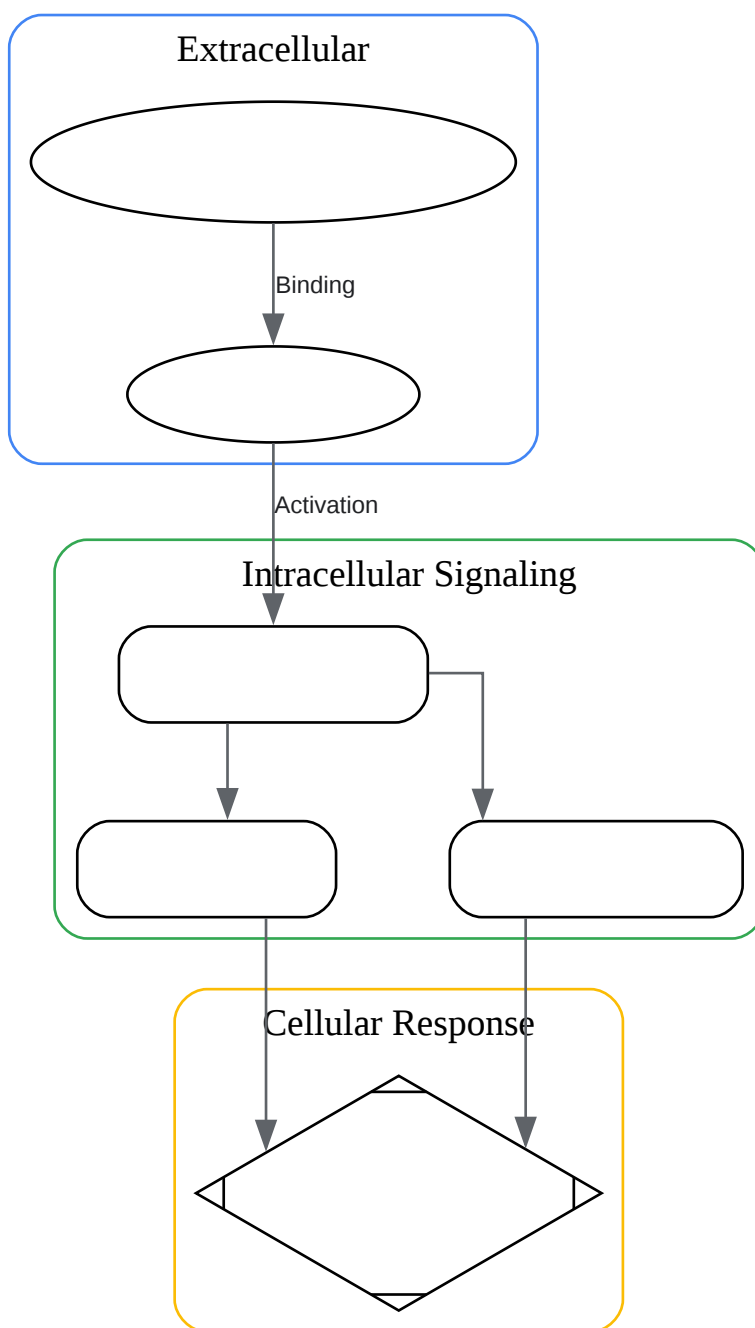 Extracellular
Binding
Activation
Intracellular Signaling
Cellular Response